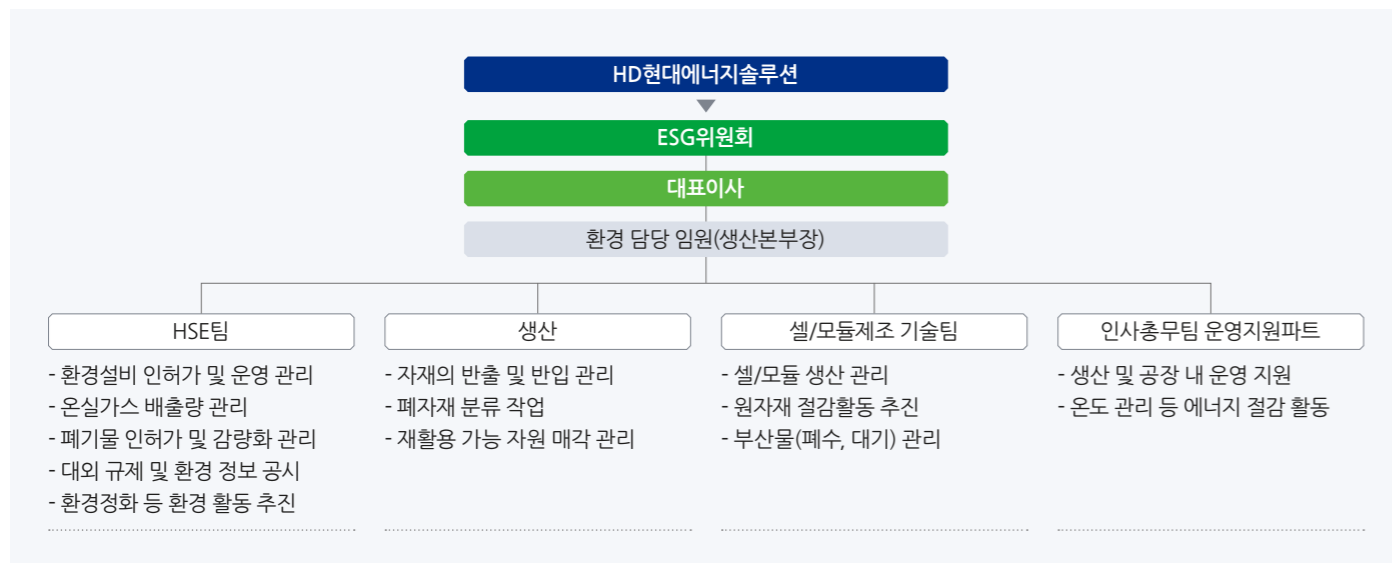 HD현대에너지솔루션
ESG위원회
대표이사
환경 담당 임원(생산본부장)
HSE팀
- 환경설비 인허가 및 운영 관리
- 온실가스 배출량 관리
- 폐기물 인허가 및 감량화 관리
- 대외 규제 및 환경 정보 공시
- 환경정화 등 환경 활동 추진
생산
- 자재의 반출 및 반입 관리
- 폐자재 분류 작업
- 재활용 가능 자원 매각 관리
셀/모듈제조 기술팀
- 셀/모듈 생산 관리
- 원자재 절감활동 추진
- 부산물(폐수, 대기) 관리
인사총무팀 운영지원파트
- 생산 및 공장 내 운영 지원
- 온도 관리 등 에너지 절감 활동